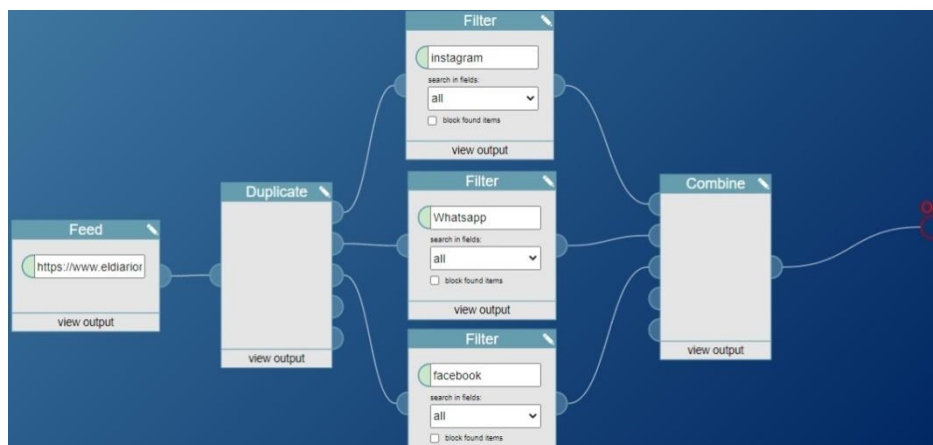 Filter
instagram
search in fields:
all
block found items
view output
Duplicate
view output
Feed
https://www.eldiarior
view output
Filter
Whatsapp
search in fields:
all
block found items
view output
Filter
facebook
search in fields:
all
block found items
Combine
view output